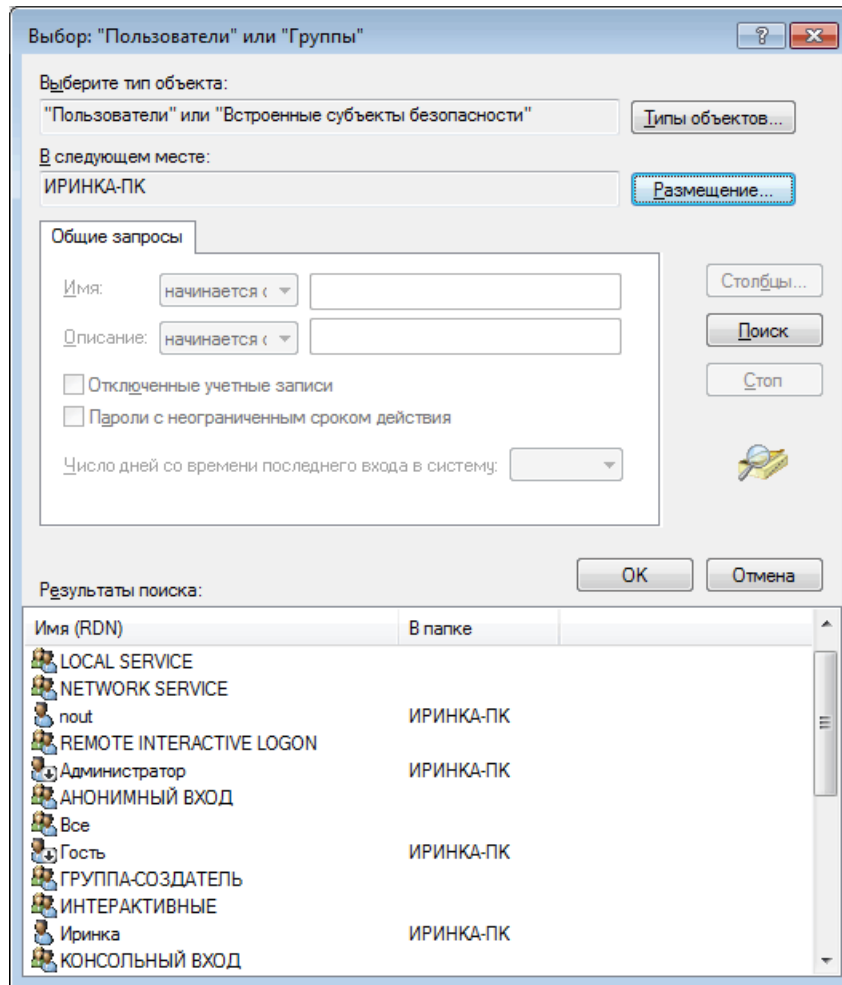 Выбор: "Пользователи" или "Группы"
Выберите тип объекта:
"Пользователи" или "Встроенные субъекты безопасности"
Типы объектов...
В следующем месте:
ИРИНКА-ПК
Размещение...
Общие запросы
Имя:
начинается с
Столбцы...
Описание:
начинается с
Поиск
Отключенные учетные записи
Стоп
Пароли с неограниченным сроком действия
Число дней со времени последнего входа в систему:
OK
Отмена
Результаты поиска:
Имя (RDN) В папке
LOCAL SERVICE
NETWORK SERVICE
nout ИРИНКА-ПК
REMOTE INTERACTIVE LOGON
Администратор ИРИНКА-ПК
АНОНИМНЫЙ ВХОД
Все
Гость ИРИНКА-ПК
ГРУППА-СОЗДАТЕЛЬ
ИНТЕРАКТИВНЫЕ
Иринка ИРИНКА-ПК
КОНСОЛЬНЫЙ ВХОД